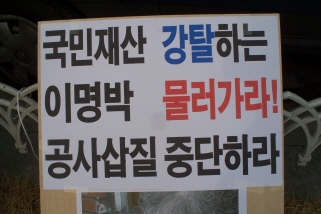 국민재산 강탈하는
이명박 물러가라!
공사삽질 중단하라